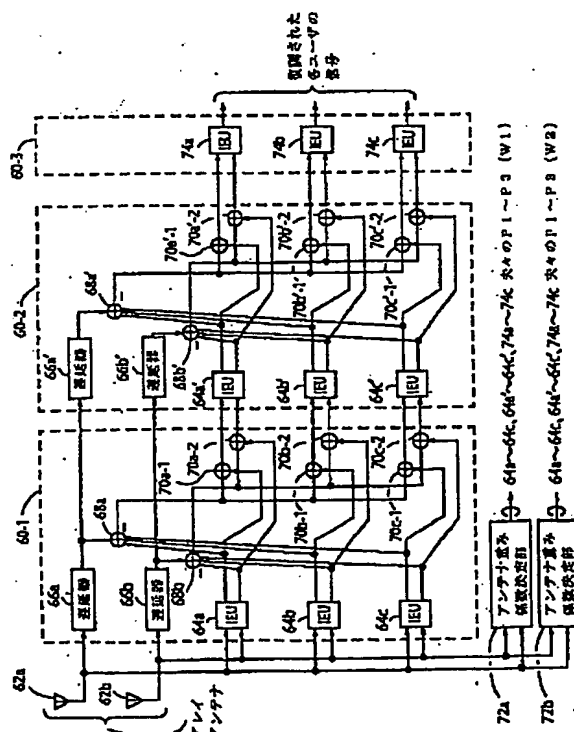 60-1
60-2
60-3
62a
62b
アレイ
アンテナ
66a
遅延器
66b
遅延器
68a
68b
64a
IEU
64b
IEU
64c
IEU
70a-1
70a-2
70b-1
70b-2
70c-1
70c-2
66a'
遅延器
66b'
遅延器
68a'
68b'
64a'
IEU
64b'
IEU
64c'
IEU
70a'-1
70a'-2
70b'-1
70b'-2
70c'-1
70c'-2
74a
IEU
74b
IEU
74c
IEU
復調された
各ユーザの
信号
72a
アンテナ重み
係数決定部
64a~64c, 64a'~64c', 74a~74c 夫々のP1~P3 (W1)
72b
アンテナ重み
係数決定部
64a~64c, 64a'~64c', 74a~74c 夫々のP1~P3 (W2)